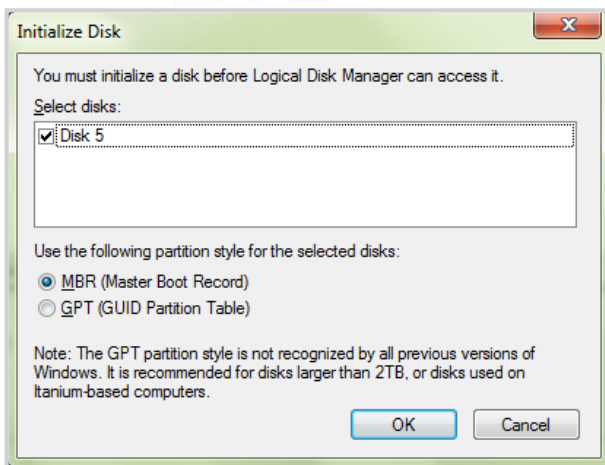 Initialize Disk
You must initialize a disk before Logical Disk Manager can access it.
Select disks:
Disk 5
Use the following partition style for the selected disks:
MBR (Master Boot Record)
GPT (GUID Partition Table)
Note: The GPT partition style is not recognized by all previous versions of
Windows. It is recommended for disks larger than 2TB, or disks used on
Itanium-based computers.
OK Cancel